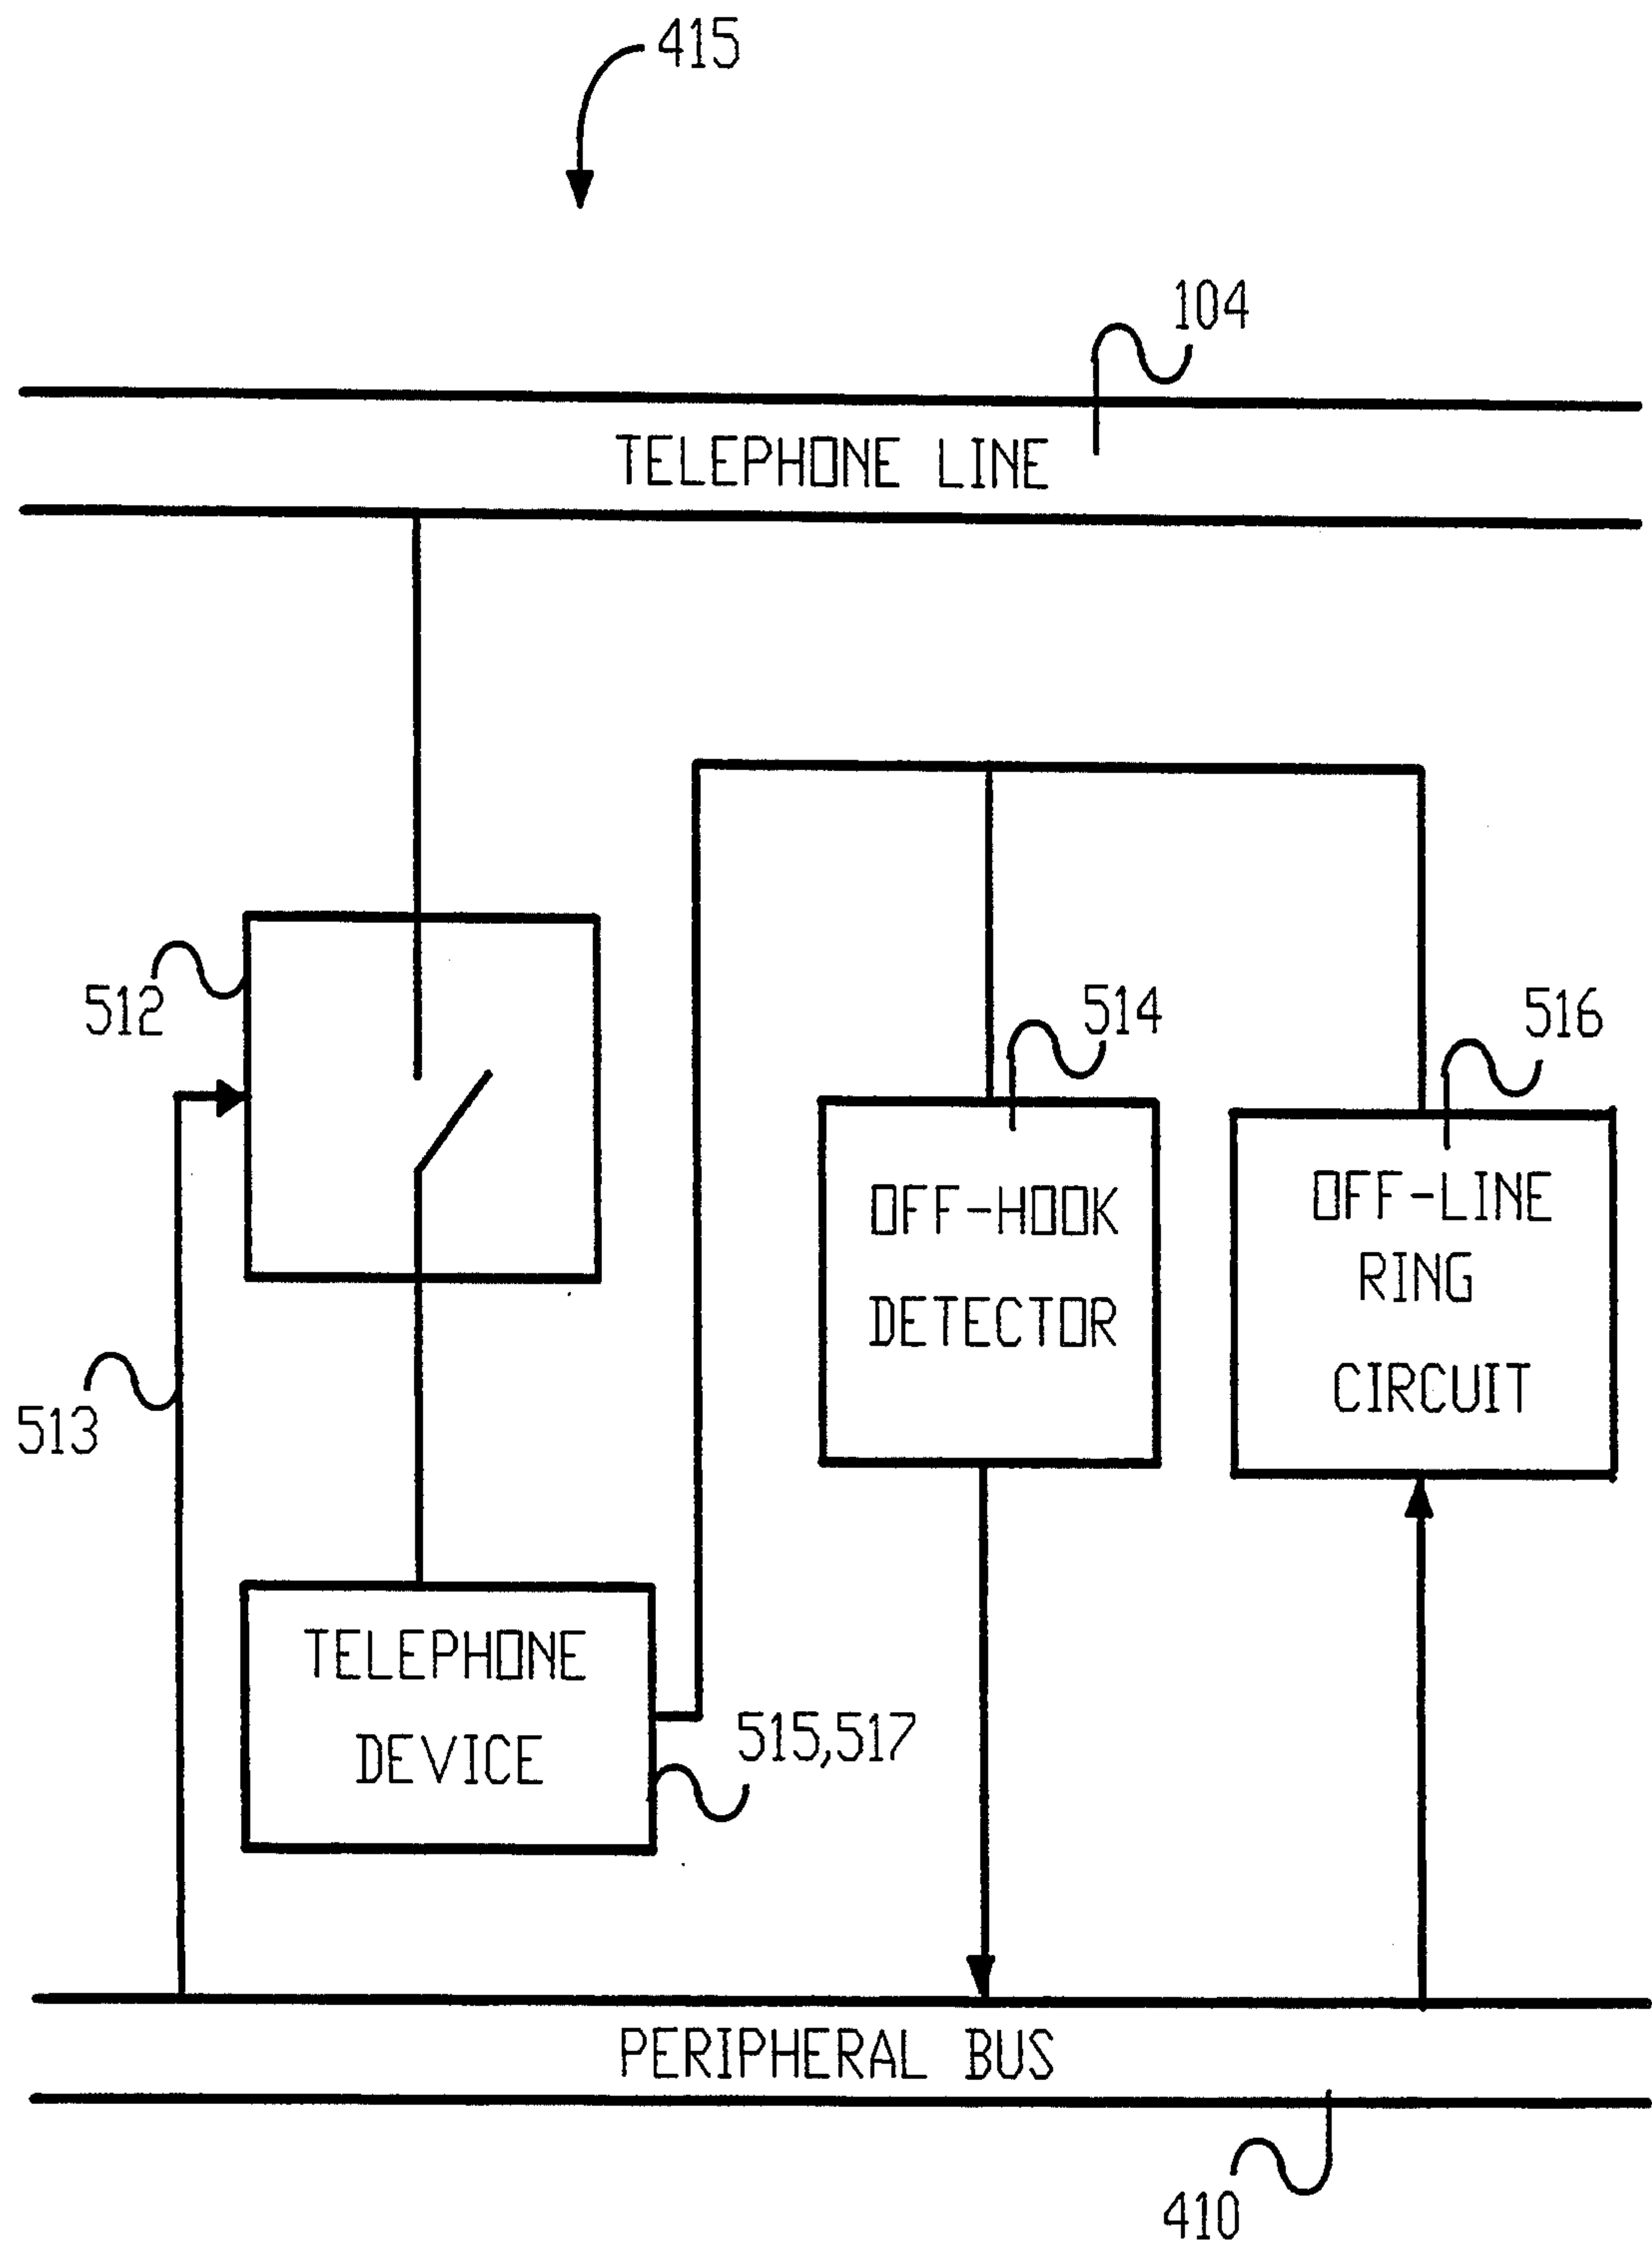 415
104
TELEPHONE LINE
512
514
516
OFF-HOOK
DETECTOR
OFF-LINE
RING
CIRCUIT
513
TELEPHONE
DEVICE
515,517
PERIPHERAL BUS
410